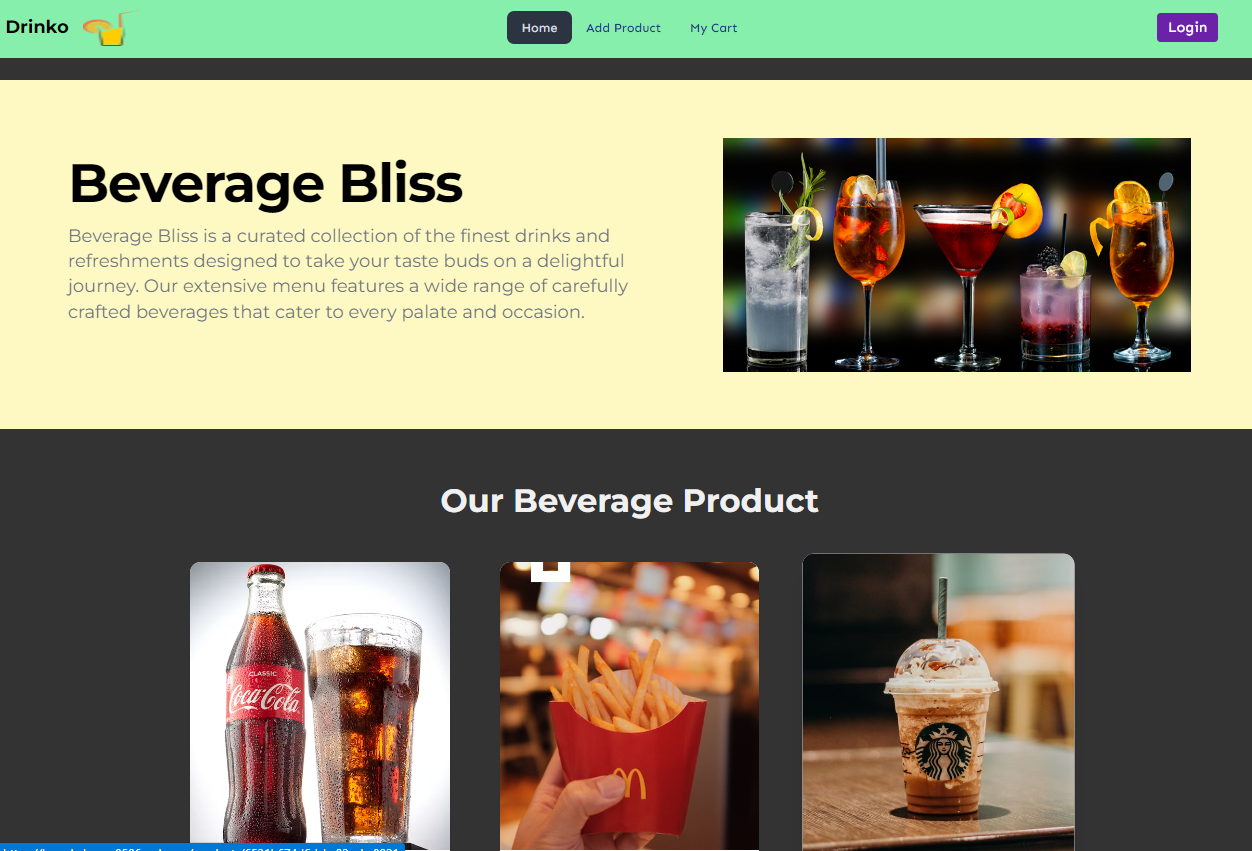 Drinko
Home
Add Product
My Cart
Login
Beverage Bliss
Beverage Bliss is a curated collection of the finest drinks and
refreshments designed to take your taste buds on a delightful
journey. Our extensive menu features a wide range of carefully
crafted beverages that cater to every palate and occasion.
Our Beverage Product
CLASSIC
Coca-Cola